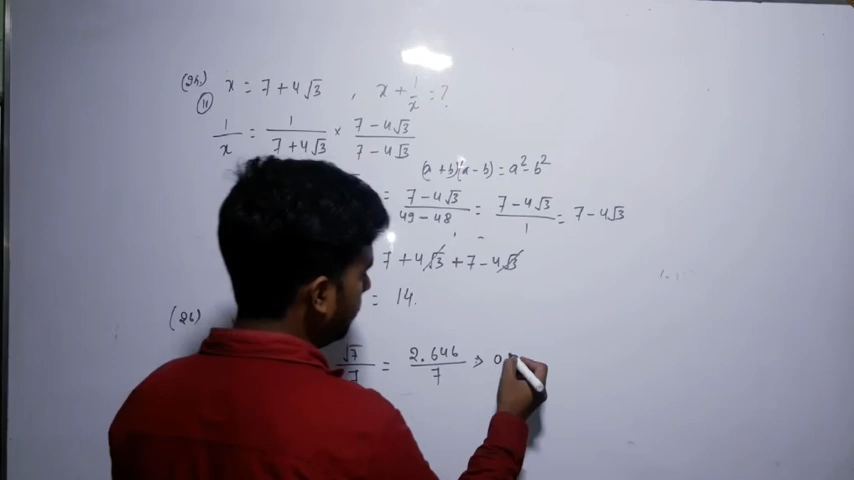 (25.) x = 7 + 4√3 , x + 1/x = ?
(ii)
1/x = 1/(7 + 4√3) × (7 - 4√3)/(7 - 4√3)
(a + b)(a - b) = a² - b²
= (7 - 4√3)/(49 - 48) = (7 - 4√3)/1 = 7 - 4√3
7 + 4√3 + 7 - 4√3
= 14.
(26)
√7/7 = 2.646/7 ⇒ 0